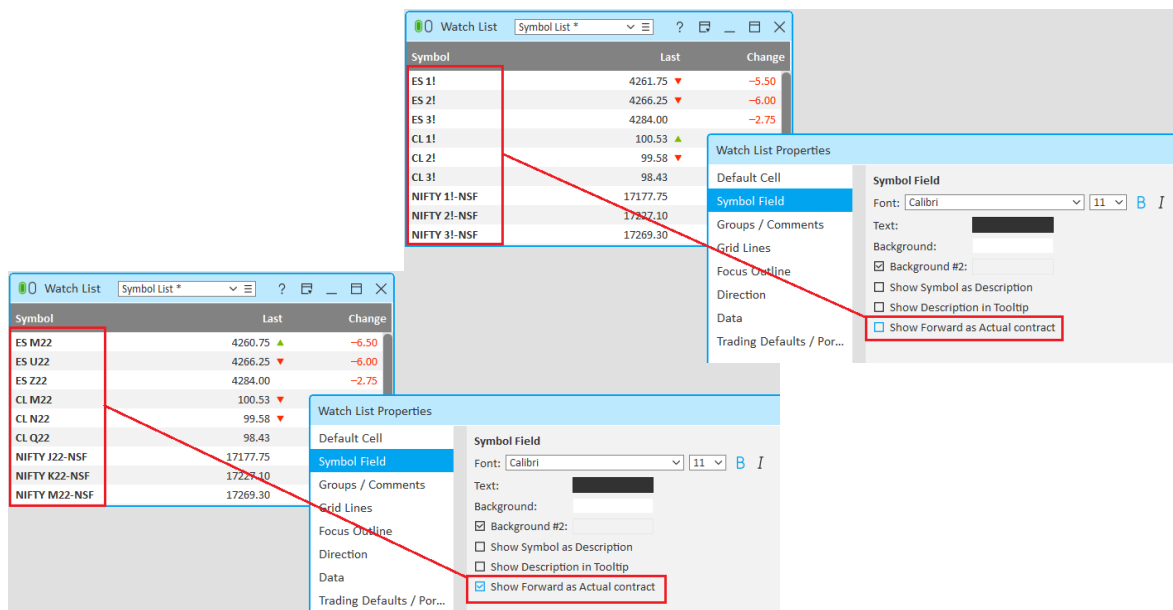 Watch List Symbol List * ?
Symbol Last Change
ES 1! 4261.75 ▼ −5.50
ES 2! 4266.25 ▼ −6.00
ES 3! 4284.00 −2.75
CL 1! 100.53 ▲
CL 2! 99.58 ▼
CL 3! 98.43
NIFTY 1!-NSF 17177.75
NIFTY 2!-NSF 17227.10
NIFTY 3!-NSF 17269.30
Watch List Properties
Default Cell
Symbol Field
Groups / Comments
Grid Lines
Focus Outline
Direction
Data
Trading Defaults / Por...
Symbol Field
Font: Calibri 11 B I
Text:
Background:
Background #2:
Show Symbol as Description
Show Description in Tooltip
Show Forward as Actual contract
Watch List Symbol List * ?
Symbol Last Change
ES M22 4260.75 ▲ −6.50
ES U22 4266.25 ▼ −6.00
ES Z22 4284.00 −2.75
CL M22 100.53 ▼
CL N22 99.58 ▼
CL Q22 98.43
NIFTY J22-NSF 17177.75
NIFTY K22-NSF 17227.10
NIFTY M22-NSF 17269.30
Watch List Properties
Default Cell
Symbol Field
Groups / Comments
Grid Lines
Focus Outline
Direction
Data
Trading Defaults / Por...
Symbol Field
Font: Calibri 11 B I
Text:
Background:
Background #2:
Show Symbol as Description
Show Description in Tooltip
Show Forward as Actual contract